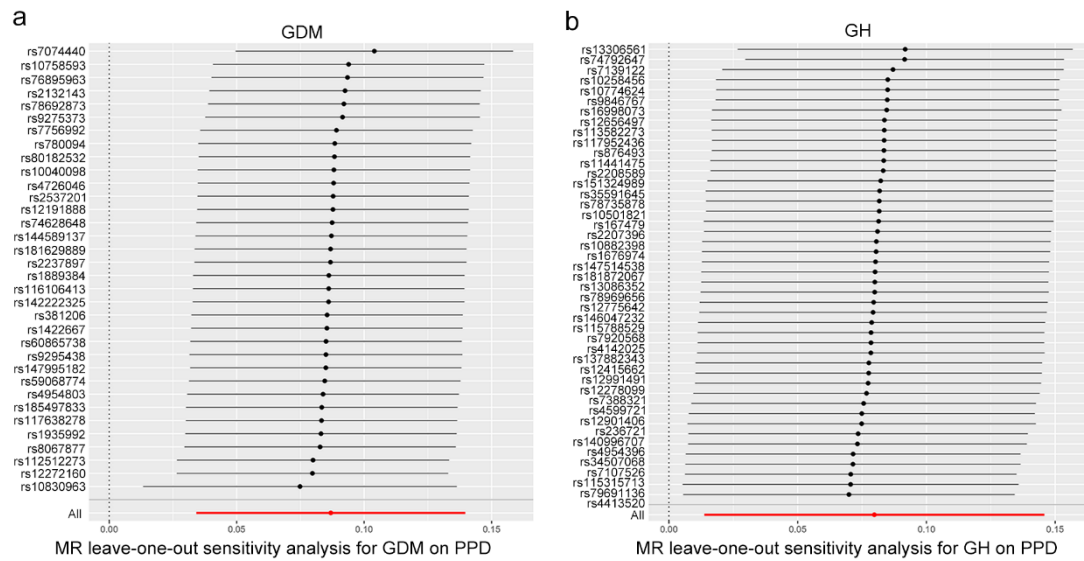 a
GDM
rs7074440
rs10758593
rs76895963
rs2132143
rs78692873
rs9275373
rs7756992
rs780094
rs80182532
rs10040098
rs4726046
rs2537201
rs12191888
rs74628648
rs144589137
rs181629889
rs2237897
rs1889384
rs116106413
rs142222325
rs381206
rs1422667
rs60865738
rs9295438
rs147995182
rs59068774
rs4954803
rs185497833
rs117638278
rs1935992
rs8067877
rs112512273
rs12272160
rs10830963
All
0.00 0.05 0.10 0.15
MR leave-one-out sensitivity analysis for GDM on PPD
b
GH
rs13306561
rs74792647
rs7139122
rs10258456
rs10774624
rs9846767
rs16998073
rs12656497
rs113582273
rs117952436
rs876493
rs11441475
rs2208589
rs151324989
rs35591645
rs78735878
rs10501821
rs167479
rs2207396
rs10882398
rs1676974
rs147514538
rs181872067
rs13086352
rs78969656
rs12775642
rs146047232
rs115788529
rs7920568
rs4142025
rs137882343
rs12415662
rs12991491
rs12278099
rs7388321
rs4599721
rs12901406
rs236721
rs140996707
rs4954396
rs34507068
rs7107526
rs115315713
rs79691136
rs4413520
All
0.00 0.05 0.10 0.15
MR leave-one-out sensitivity analysis for GH on PPD